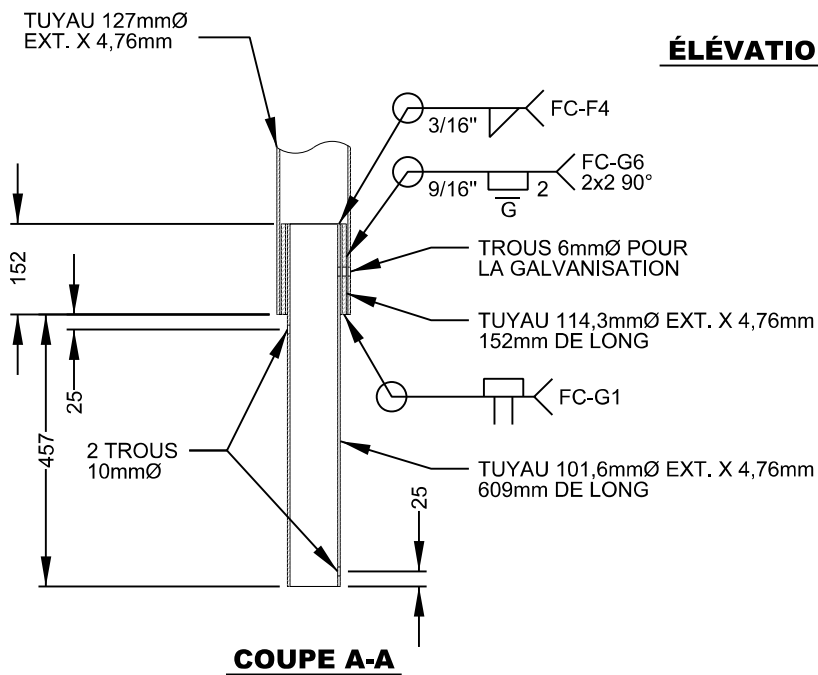 TUYAU 127mmØ
EXT. X 4,76mm
ÉLÉVATIO
3/16"
FC-F4
9/16"
2
G
FC-G6
2x2 90°
TROUS 6mmØ POUR
LA GALVANISATION
152
TUYAU 114,3mmØ EXT. X 4,76mm
152mm DE LONG
25
FC-G1
457
2 TROUS
10mmØ
TUYAU 101,6mmØ EXT. X 4,76mm
609mm DE LONG
25
COUPE A-A